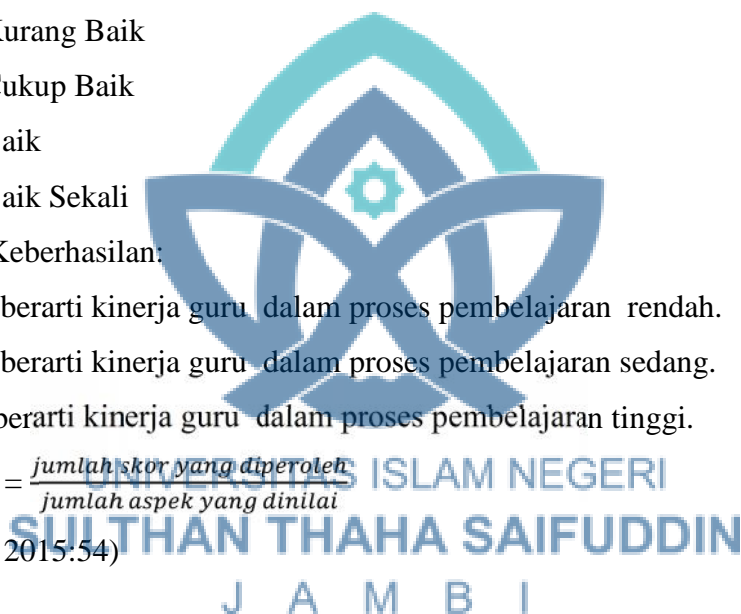 Kurang Baik
Cukup Baik
aik
aik Sekali
Keberhasilan:
berarti kinerja guru dalam proses pembelajaran rendah.
berarti kinerja guru dalam proses pembelajaran sedang.
berarti kinerja guru dalam proses pembelajaran tinggi.
= jumlah skor yang diperoleh
jumlah aspek yang dinilai
2015:54)
UNIVERSITAS ISLAM NEGERI
SULTHAN THAHA SAIFUDDIN
J A M B I